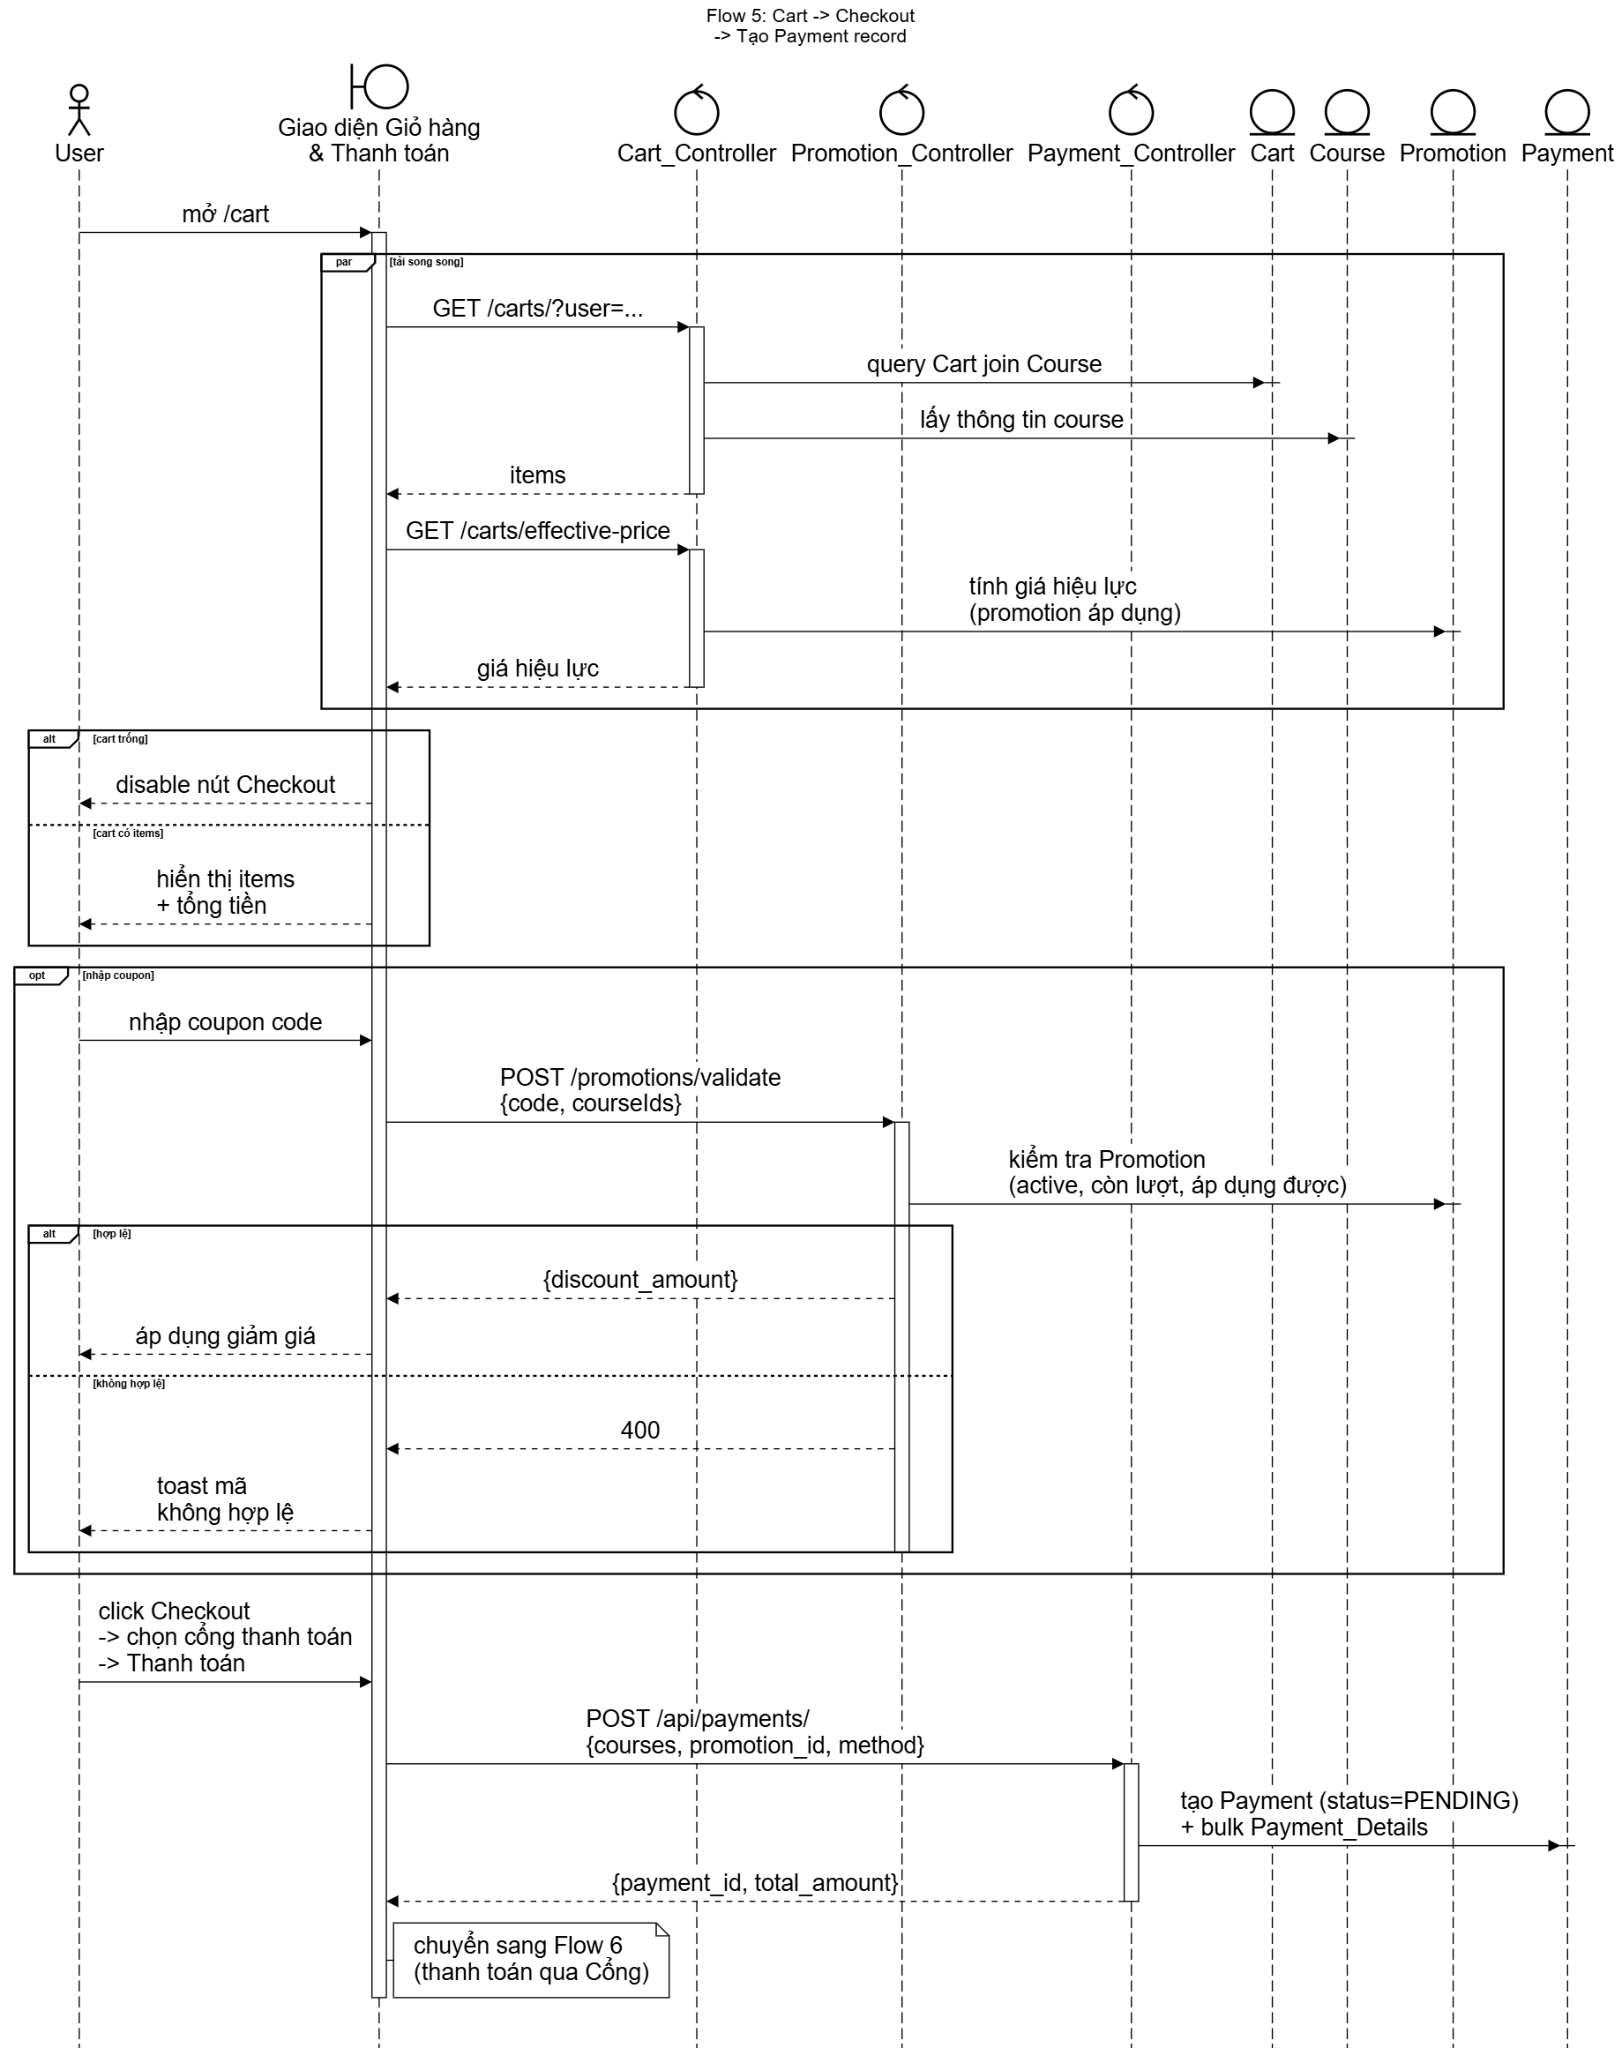 Flow 5: Cart -> Checkout
-> Tạo Payment record
User
Giao diện Giỏ hàng
& Thanh toán
Cart_Controller
Promotion_Controller
Payment_Controller
Cart
Course
Promotion
Payment
mở /cart
par
[tải song song]
GET /carts/?user=...
query Cart join Course
lấy thông tin course
items
GET /carts/effective-price
tính giá hiệu lực
(promotion áp dụng)
giá hiệu lực
alt
[cart trống]
disable nút Checkout
[cart có items]
hiển thị items
+ tổng tiền
opt
[nhập coupon]
nhập coupon code
POST /promotions/validate
{code, courseIds}
kiểm tra Promotion
(active, còn lượt, áp dụng được)
alt
[hợp lệ]
{discount_amount}
áp dụng giảm giá
[không hợp lệ]
400
toast mã
không hợp lệ
click Checkout
-> chọn cổng thanh toán
-> Thanh toán
POST /api/payments/
{courses, promotion_id, method}
tạo Payment (status=PENDING)
+ bulk Payment_Details
{payment_id, total_amount}
chuyển sang Flow 6
(thanh toán qua Cổng)